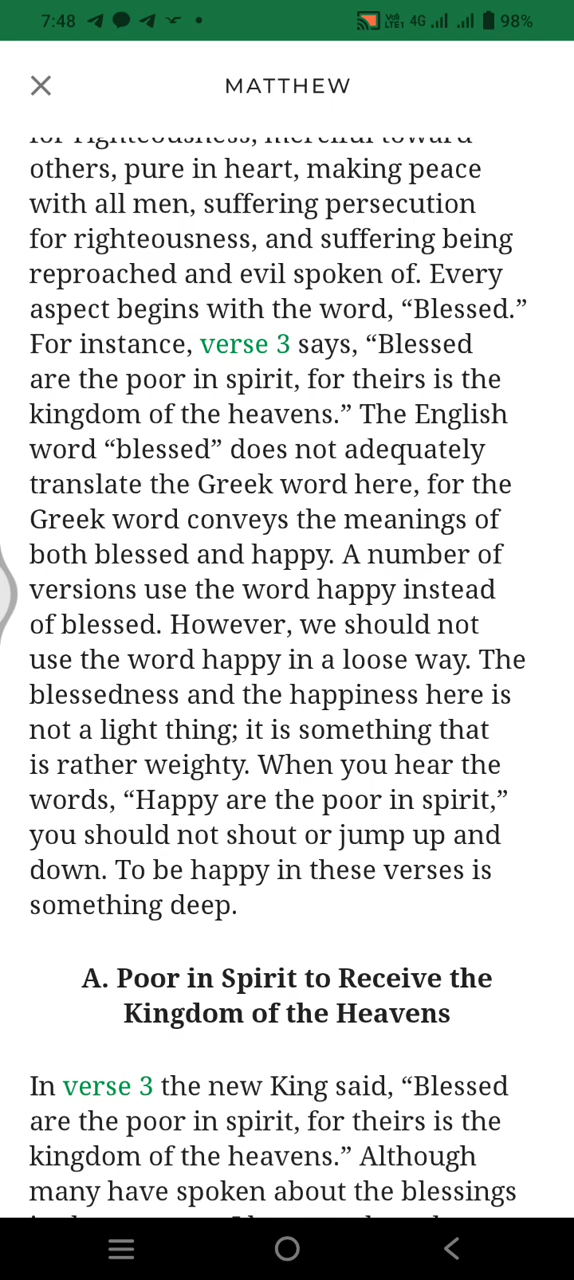 7:48
4G
98%
MATTHEW
for righteousness, merciful toward
others, pure in heart, making peace
with all men, suffering persecution
for righteousness, and suffering being
reproached and evil spoken of. Every
aspect begins with the word, “Blessed.”
For instance, verse 3 says, “Blessed
are the poor in spirit, for theirs is the
kingdom of the heavens.” The English
word “blessed” does not adequately
translate the Greek word here, for the
Greek word conveys the meanings of
both blessed and happy. A number of
versions use the word happy instead
of blessed. However, we should not
use the word happy in a loose way. The
blessedness and the happiness here is
not a light thing; it is something that
is rather weighty. When you hear the
words, “Happy are the poor in spirit,”
you should not shout or jump up and
down. To be happy in these verses is
something deep.
A. Poor in Spirit to Receive the
Kingdom of the Heavens
In verse 3 the new King said, “Blessed
are the poor in spirit, for theirs is the
kingdom of the heavens.” Although
many have spoken about the blessings